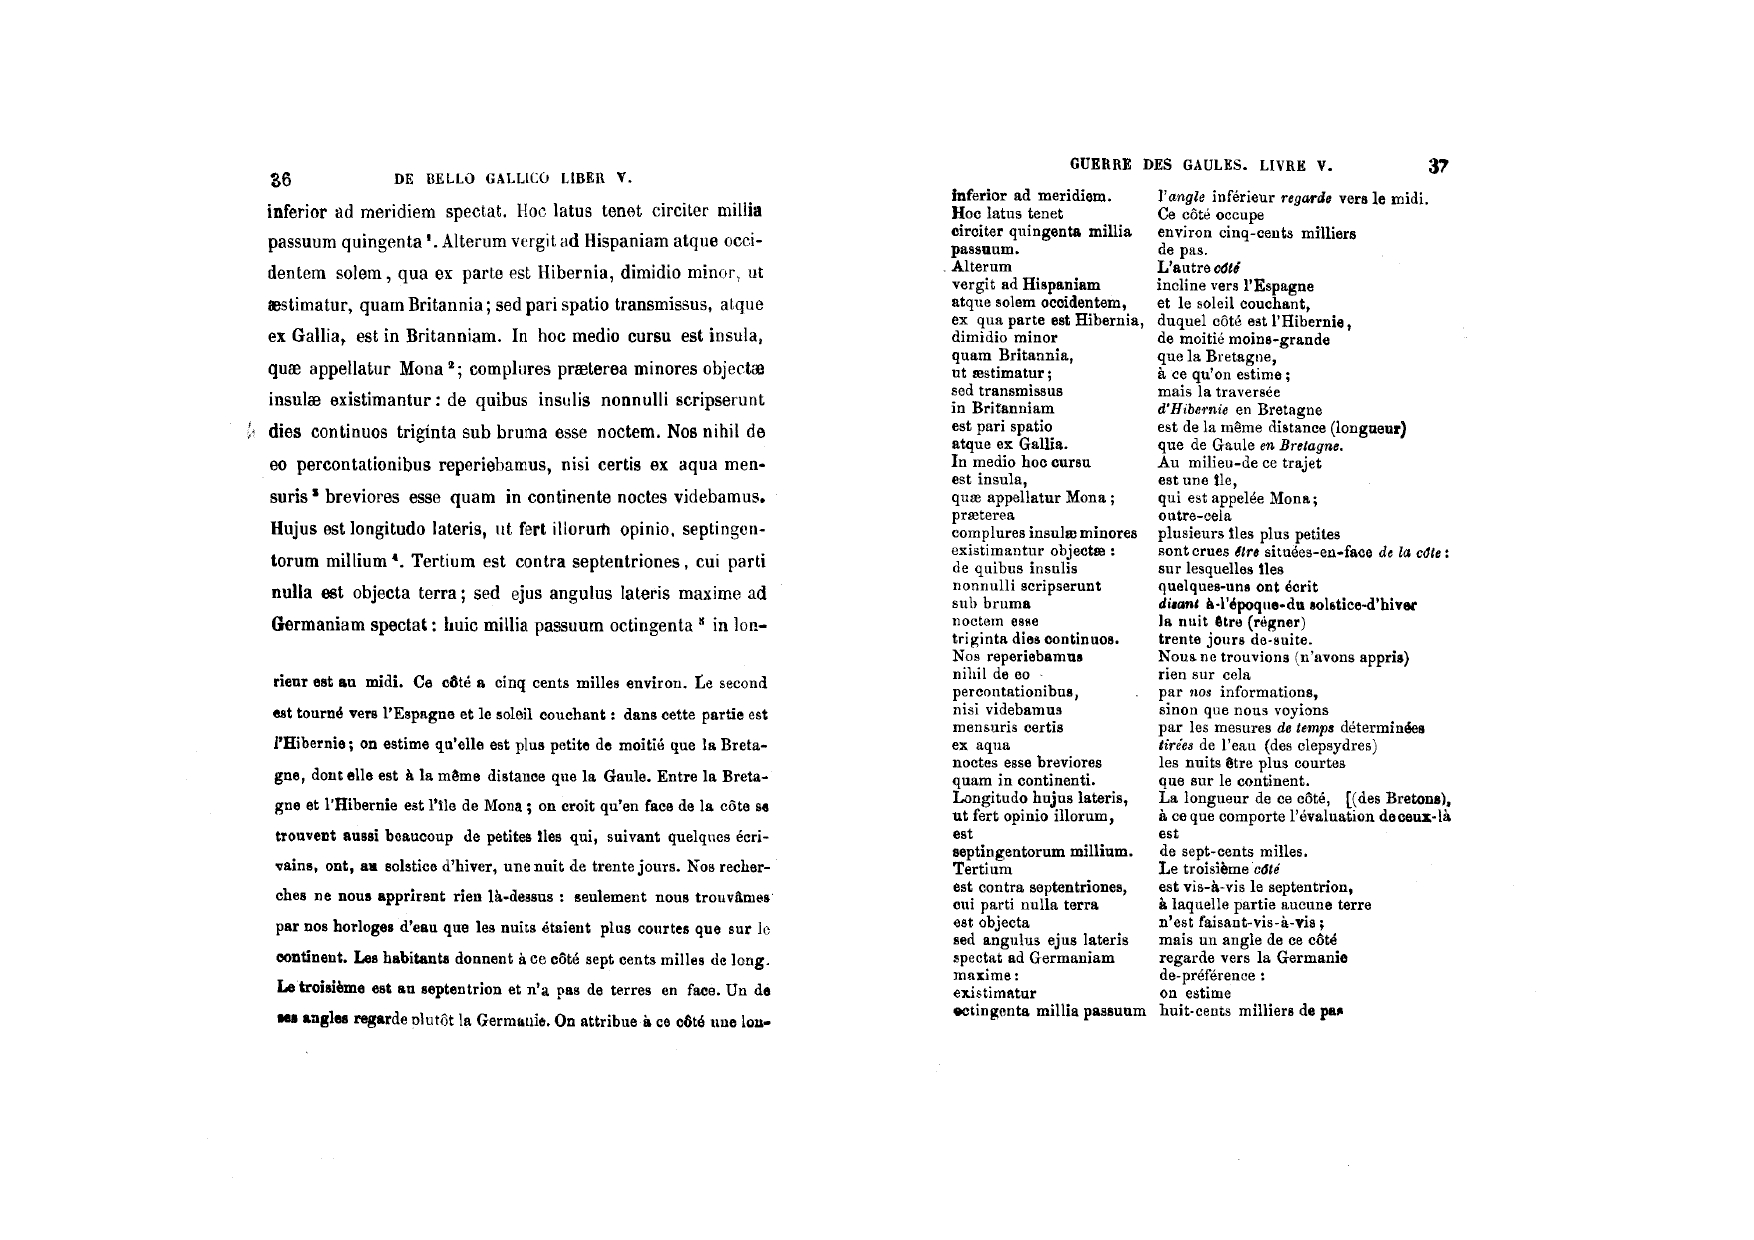 36 DE BELLO GALLICO LIBER V.
inferior ad meridiem spectat. Hoc latus tenet circiter millia
passuum quingenta ¹. Alterum vergit ad Hispaniam atque occi-
dentem solem, qua ex parte est Hibernia, dimidio minor, ut
æstimatur, quam Britannia; sed pari spatio transmissus, atque
ex Gallia, est in Britanniam. In hoc medio cursu est insula,
quæ appellatur Mona ²; complures præterea minores objectæ
insulæ existimantur: de quibus insulis nonnulli scripserunt
dies continuos triginta sub bruma esse noctem. Nos nihil de
eo percontationibus reperiebamus, nisi certis ex aqua men-
suris ³ breviores esse quam in continente noctes videbamus.
Hujus est longitudo lateris, ut fert illorum opinio, septingen-
torum millium ⁴. Tertium est contra septentriones, cui parti
nulla est objecta terra; sed ejus angulus lateris maxime ad
Germaniam spectat: huic millia passuum octingenta ⁵ in lon-
rieur est au midi. Ce côté a cinq cents milles environ. Le second
est tourné vers l'Espagne et le soleil couchant : dans cette partie est
l'Hibernie; on estime qu'elle est plus petite de moitié que la Breta-
gne, dont elle est à la même distance que la Gaule. Entre la Breta-
gne et l'Hibernie est l'île de Mona; on croit qu'en face de la côte se
trouvent aussi beaucoup de petites îles qui, suivant quelques écri-
vains, ont, au solstice d'hiver, une nuit de trente jours. Nos recher-
ches ne nous apprirent rien là-dessus : seulement nous trouvâmes
par nos horloges d'eau que les nuits étaient plus courtes que sur le
continent. Les habitants donnent à ce côté sept cents milles de long.
Le troisième est au septentrion et n'a pas de terres en face. Un de
ses angles regarde plutôt la Germanie. On attribue à ce côté une lon-
GUERRE DES GAULES. LIVRE V. 37
inferior ad meridiem. l'angle inférieur regarde vers le midi.
Hoc latus tenet Ce côté occupe
circiter quingenta millia environ cinq-cents milliers
passuum. de pas.
Alterum L'autre côté
vergit ad Hispaniam incline vers l'Espagne
atque solem occidentem, et le soleil couchant,
ex qua parte est Hibernia, duquel côté est l'Hibernie,
dimidio minor de moitié moins-grande
quam Britannia, que la Bretagne,
ut æstimatur; à ce qu'on estime;
sed transmissus mais la traversée
in Britanniam d'Hibernie en Bretagne
est pari spatio est de la même distance (longueur)
atque ex Gallia. que de Gaule en Bretagne.
In medio hoc cursu Au milieu-de ce trajet
est insula, est une île,
quæ appellatur Mona; qui est appelée Mona;
præterea outre-cela
complures insulæ minores plusieurs îles plus petites
existimantur objectæ : sont crues être situées-en-face de la côte :
de quibus insulis sur lesquelles îles
nonnulli scripserunt quelques-uns ont écrit
sub bruma disant à-l'époque-du solstice-d'hiver
noctem esse la nuit être (régner)
triginta dies continuos. trente jours de-suite.
Nos reperiebamus Nous ne trouvions (n'avons appris)
nihil de eo rien sur cela
percontationibus, par nos informations,
nisi videbamus sinon que nous voyions
mensuris certis par les mesures de temps déterminées
ex aqua tirées de l'eau (des clepsydres)
noctes esse breviores les nuits être plus courtes
quam in continenti. que sur le continent.
Longitudo hujus lateris, La longueur de ce côté, [(des Bretons),
ut fert opinio illorum, à ce que comporte l'évaluation de ceux-là
est est
septingentorum millium. de sept-cents milles.
Tertium Le troisième côté
est contra septentriones, est vis-à-vis le septentrion,
cui parti nulla terra à laquelle partie aucune terre
est objecta n'est faisant-vis-à-vis;
sed angulus ejus lateris mais un angle de ce côté
spectat ad Germaniam regarde vers la Germanie
maxime : de-préférence :
existimatur on estime
octingenta millia passuum huit-cents milliers de pas